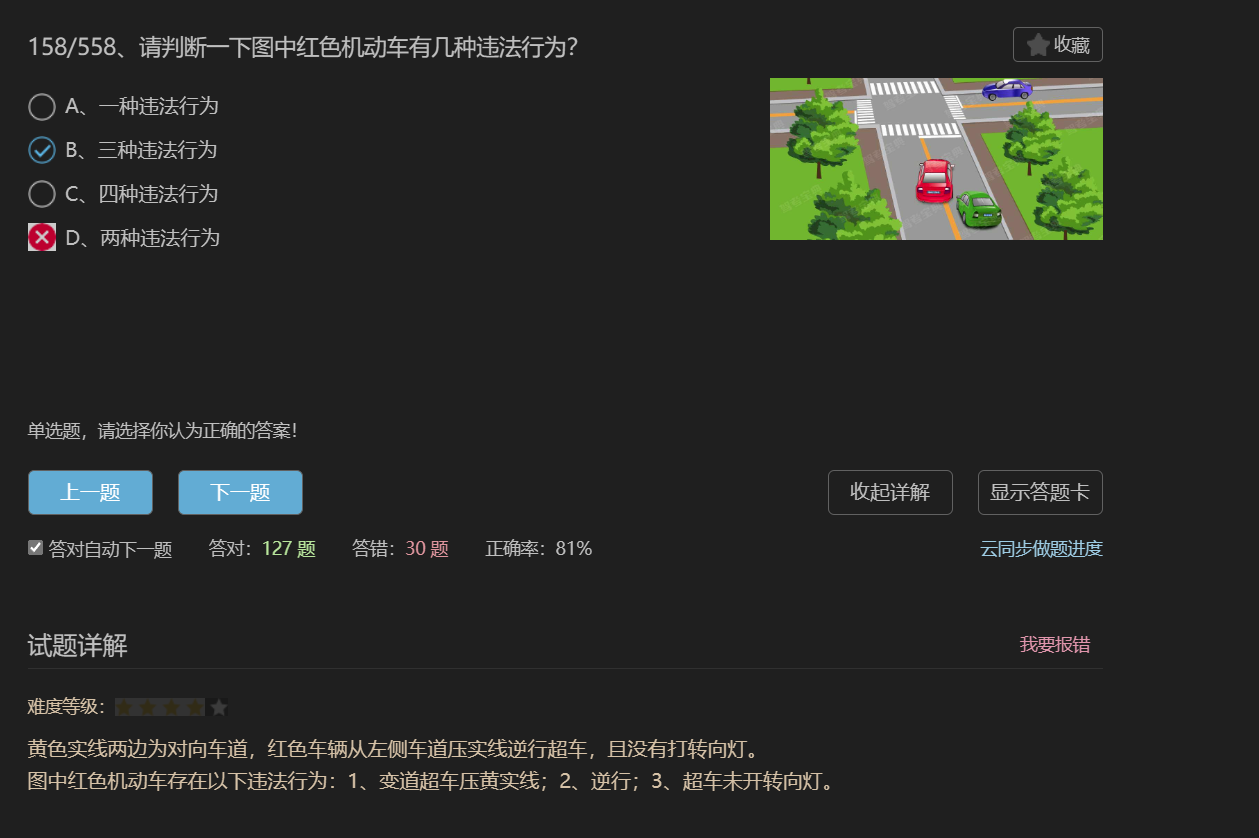 158/558、请判断一下图中红色机动车有几种违法行为?
收藏
A、一种违法行为
B、三种违法行为
C、四种违法行为
D、两种违法行为
单选题，请选择你认为正确的答案!
上一题
下一题
收起详解
显示答题卡
答对自动下一题 答对：127 题 答错：30 题 正确率：81%
云同步做题进度
试题详解
我要报错
难度等级：
黄色实线两边为对向车道，红色车辆从左侧车道压实线逆行超车，且没有打转向灯。
图中红色机动车存在以下违法行为：1、变道超车压黄实线；2、逆行；3、超车未开转向灯。